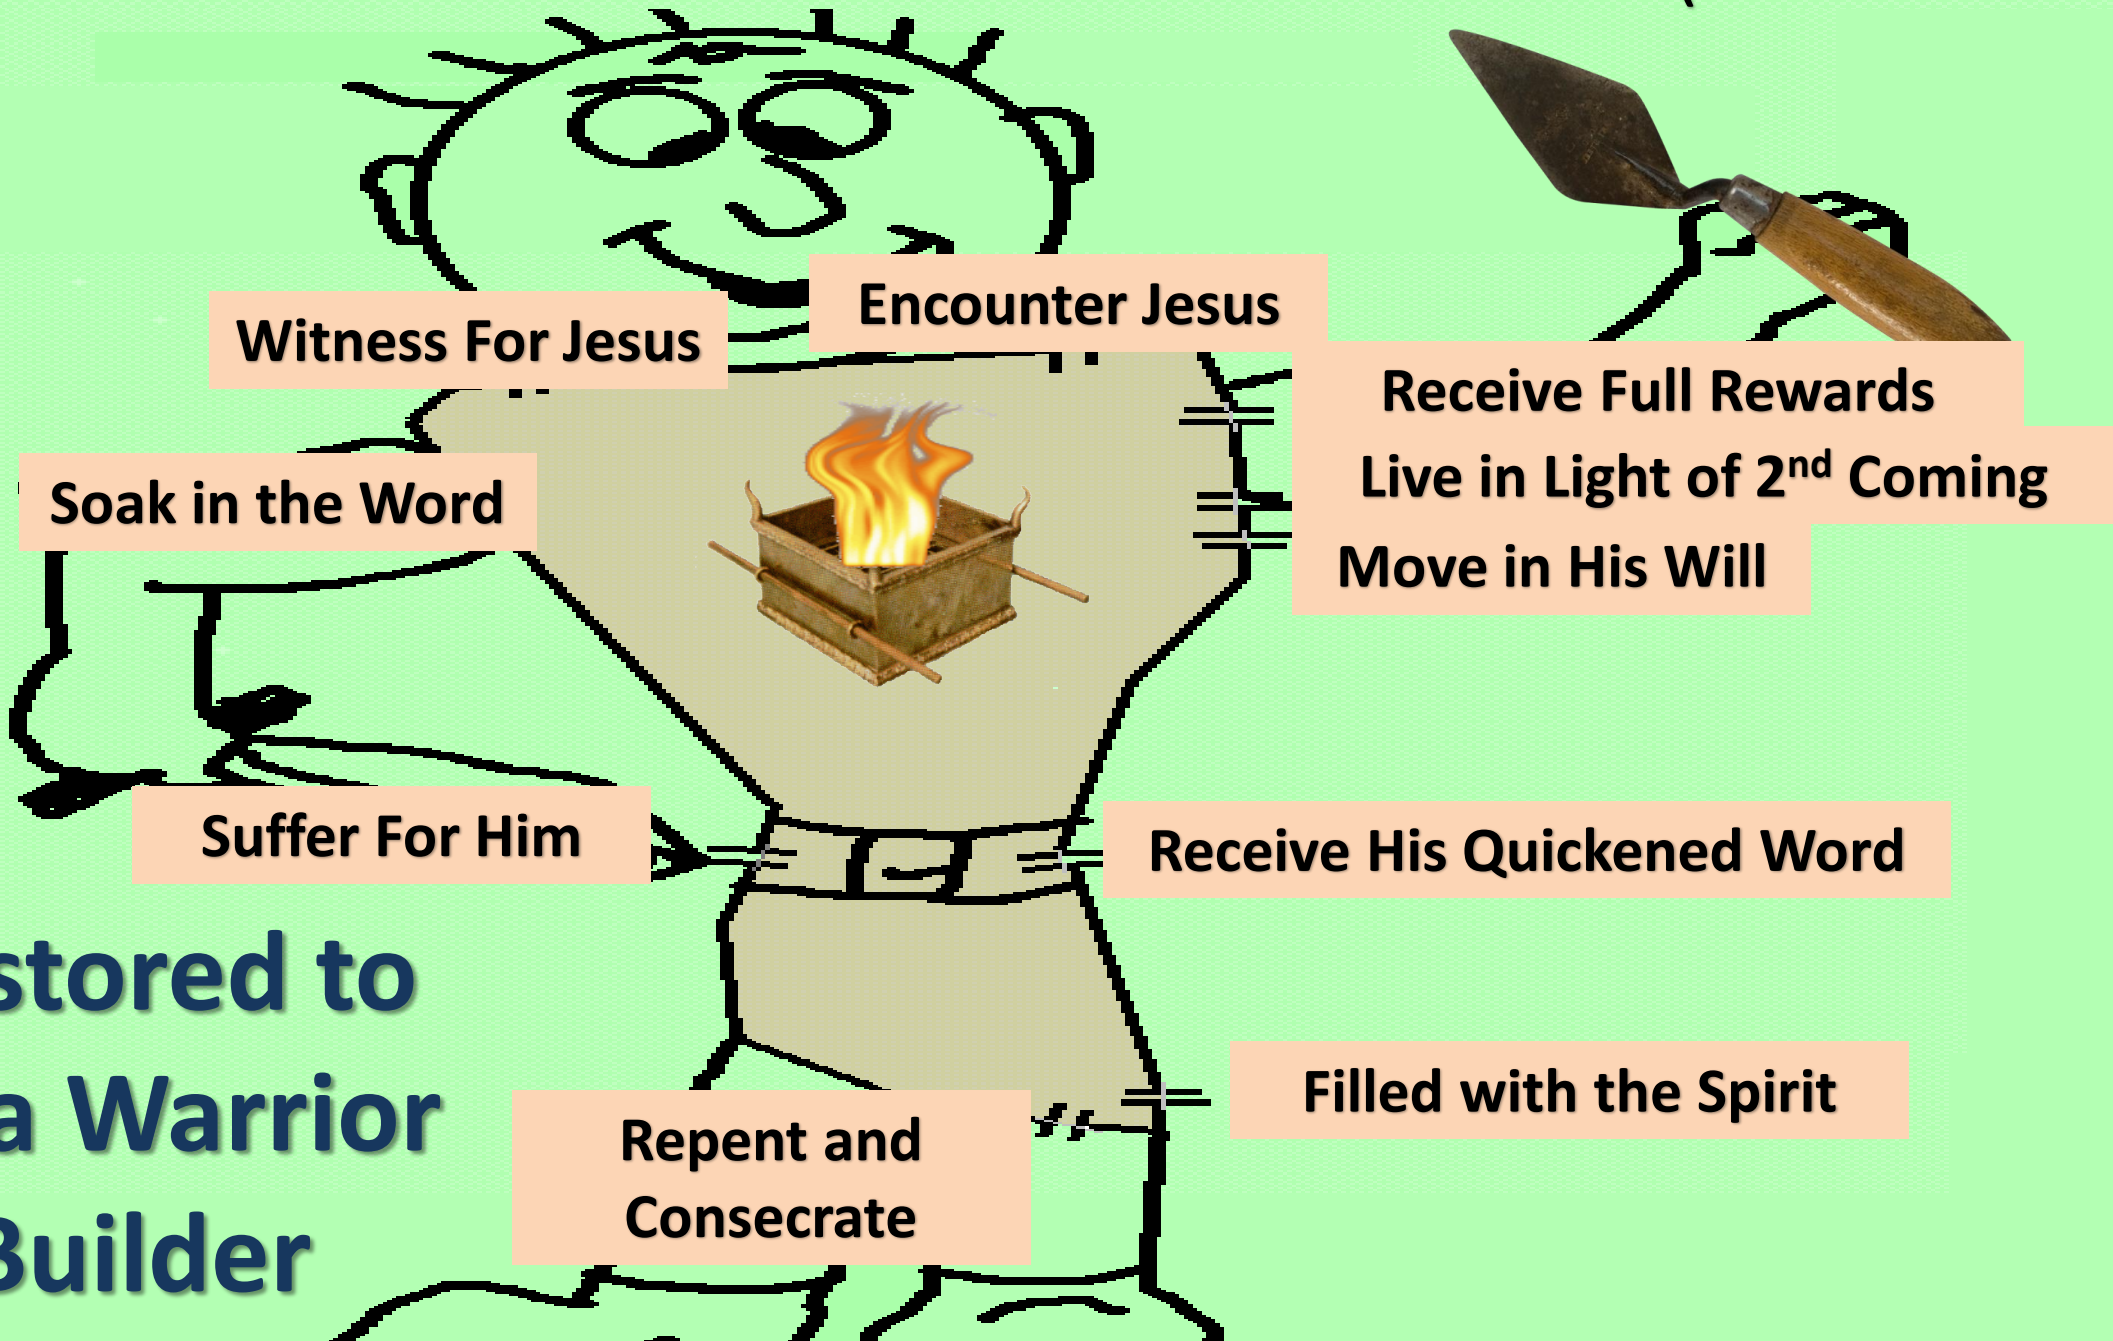 Encounter Jesus
Witness For Jesus
Receive Full Rewards
Live in Light of 2nd Coming
Soak in the Word
Move in His Will
Suffer For Him
Receive His Quickened Word
stored to
a Warrior
Builder
Filled with the Spirit
Repent and
Consecrate